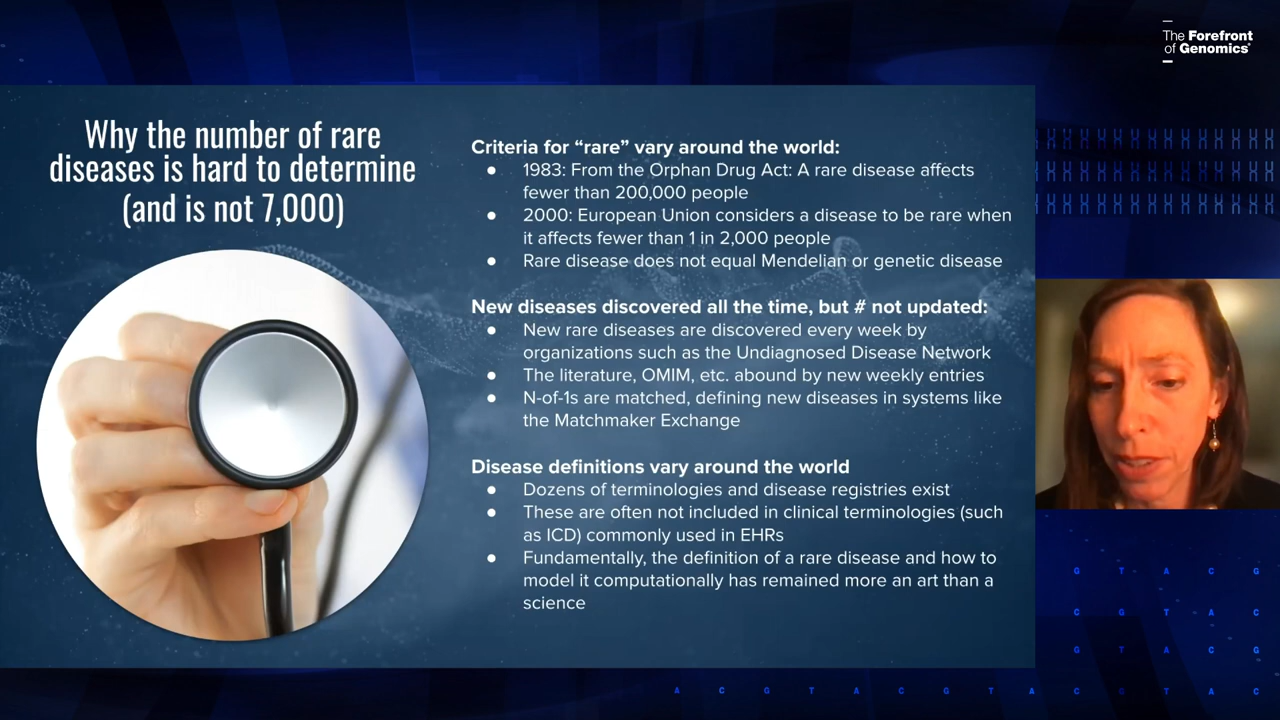 The Forefront
of Genomics®
Why the number of rare
diseases is hard to determine
(and is not 7,000)
Criteria for “rare” vary around the world:
● 1983: From the Orphan Drug Act: A rare disease affects
fewer than 200,000 people
● 2000: European Union considers a disease to be rare when
it affects fewer than 1 in 2,000 people
● Rare disease does not equal Mendelian or genetic disease
New diseases discovered all the time, but # not updated:
● New rare diseases are discovered every week by
organizations such as the Undiagnosed Disease Network
● The literature, OMIM, etc. abound by new weekly entries
● N-of-1s are matched, defining new diseases in systems like
the Matchmaker Exchange
Disease definitions vary around the world
● Dozens of terminologies and disease registries exist
● These are often not included in clinical terminologies (such
as ICD) commonly used in EHRs
● Fundamentally, the definition of a rare disease and how to
model it computationally has remained more an art than a
science
G T A C G
C G T A C
G T A C G
A C G T A C G T A C G T A C